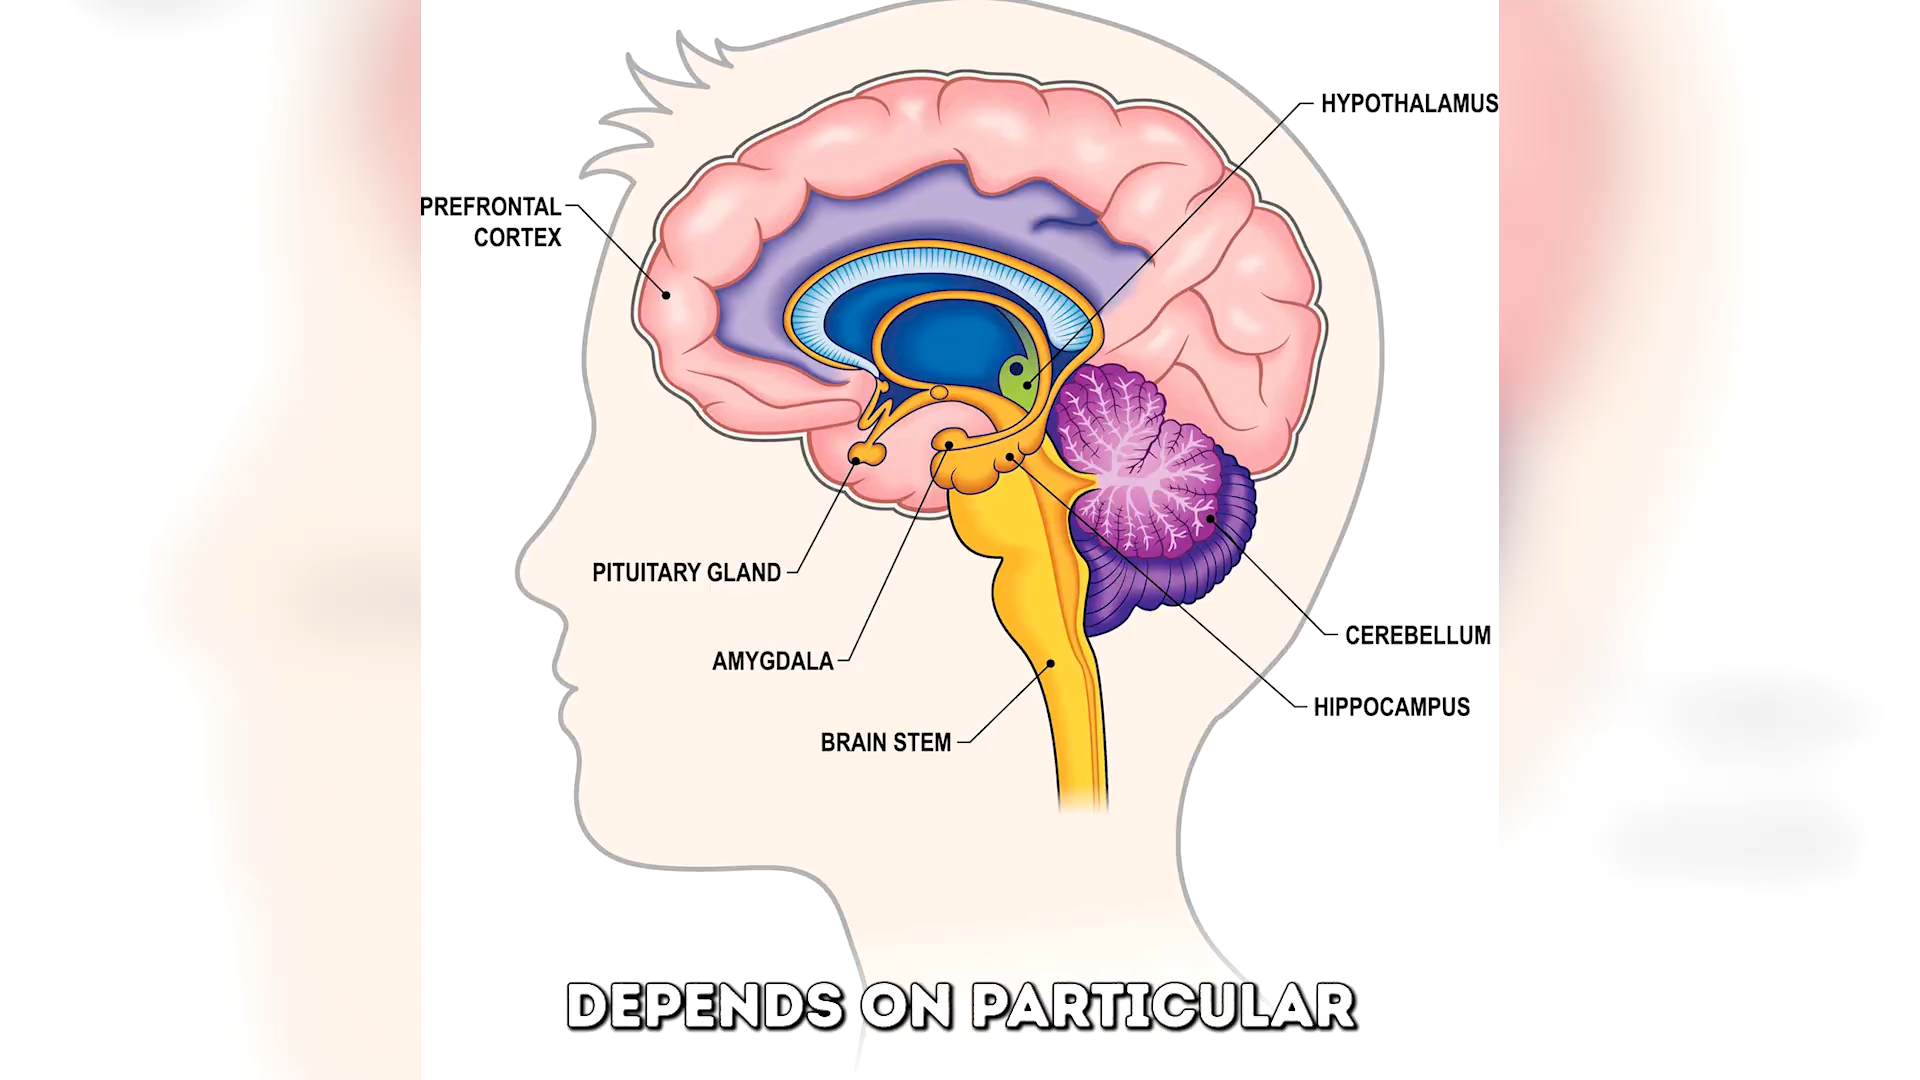 HYPOTHALAMUS
PREFRONTAL
CORTEX
PITUITARY GLAND
CEREBELLUM
AMYGDALA
HIPPOCAMPUS
BRAIN STEM
DEPENDS ON PARTICULAR